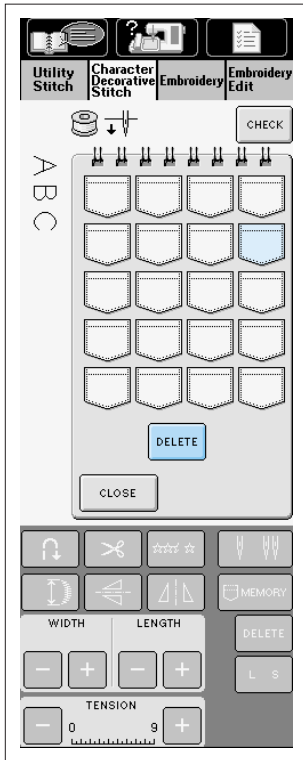 ?
Utility
Stitch
Character
Decorative
Stitch
Embroidery
Embroidery
Edit
CHECK
A B C
DELETE
CLOSE
MEMORY
WIDTH
LENGTH
DELETE
− +
− +
L S
TENSION
− 0 9 +